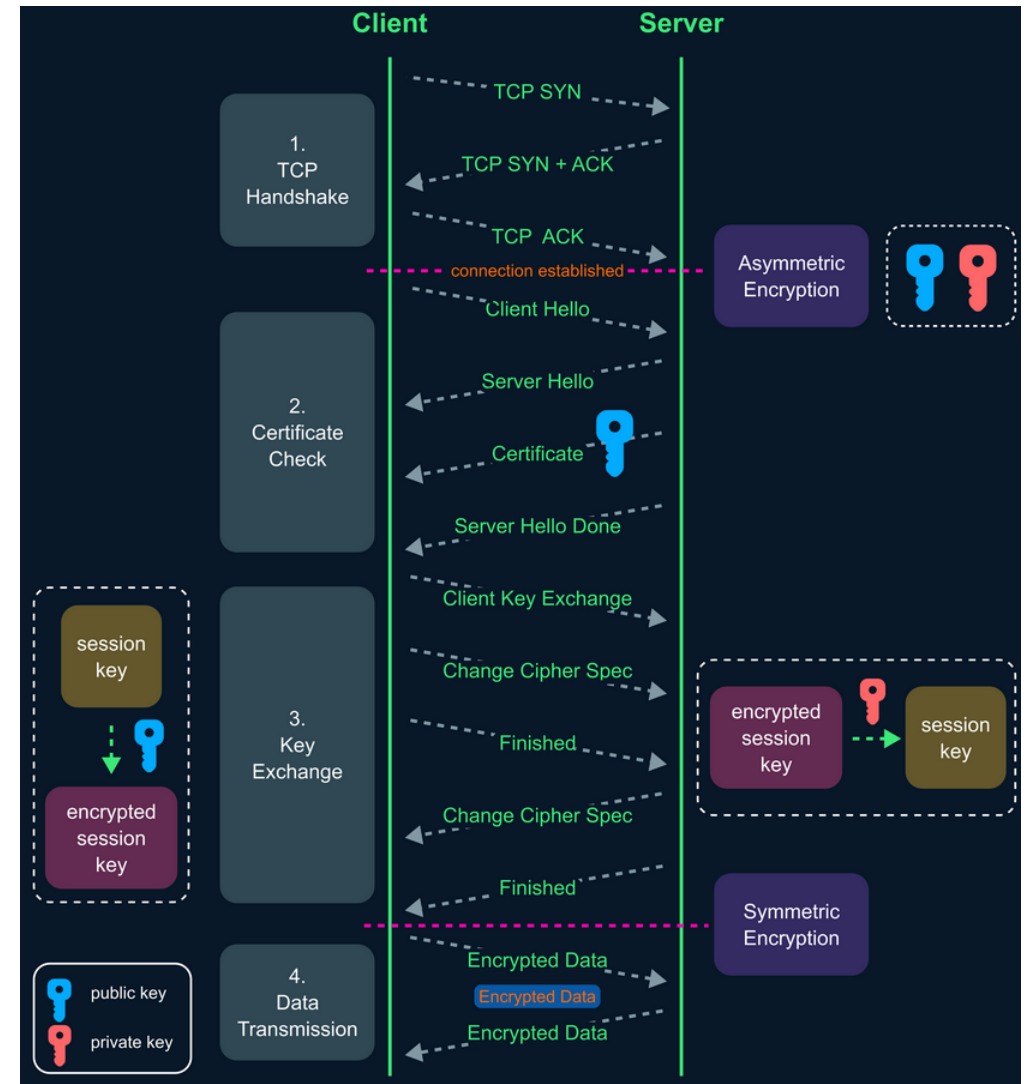 Client
Server
TCP SYN
1.
TCP
Handshake
TCP SYN + ACK
TCP ACK
connection established
Asymmetric
Encryption
Client Hello
2.
Certificate
Check
Server Hello
Certificate
Server Hello Done
3.
Key
Exchange
Client Key Exchange
session
key
encrypted
session
key
Change Cipher Spec
Finished
encrypted
session
key
session
key
Change Cipher Spec
Finished
Symmetric
Encryption
4.
Data
Transmission
Encrypted Data
Encrypted Data
Encrypted Data
public key
private key